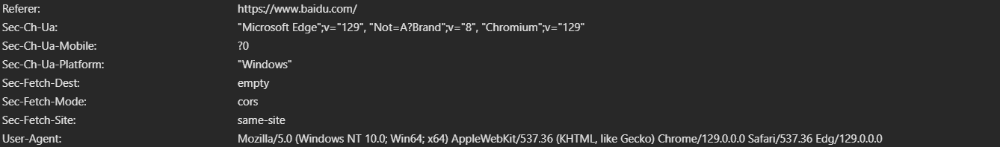 Referer: https://www.baidu.com/
Sec-Ch-Ua: "Microsoft Edge";v="129", "Not=A?Brand";v="8", "Chromium";v="129"
Sec-Ch-Ua-Mobile: ?0
Sec-Ch-Ua-Platform: "Windows"
Sec-Fetch-Dest: empty
Sec-Fetch-Mode: cors
Sec-Fetch-Site: same-site
User-Agent: Mozilla/5.0 (Windows NT 10.0; Win64; x64) AppleWebKit/537.36 (KHTML, like Gecko) Chrome/129.0.0.0 Safari/537.36 Edg/129.0.0.0